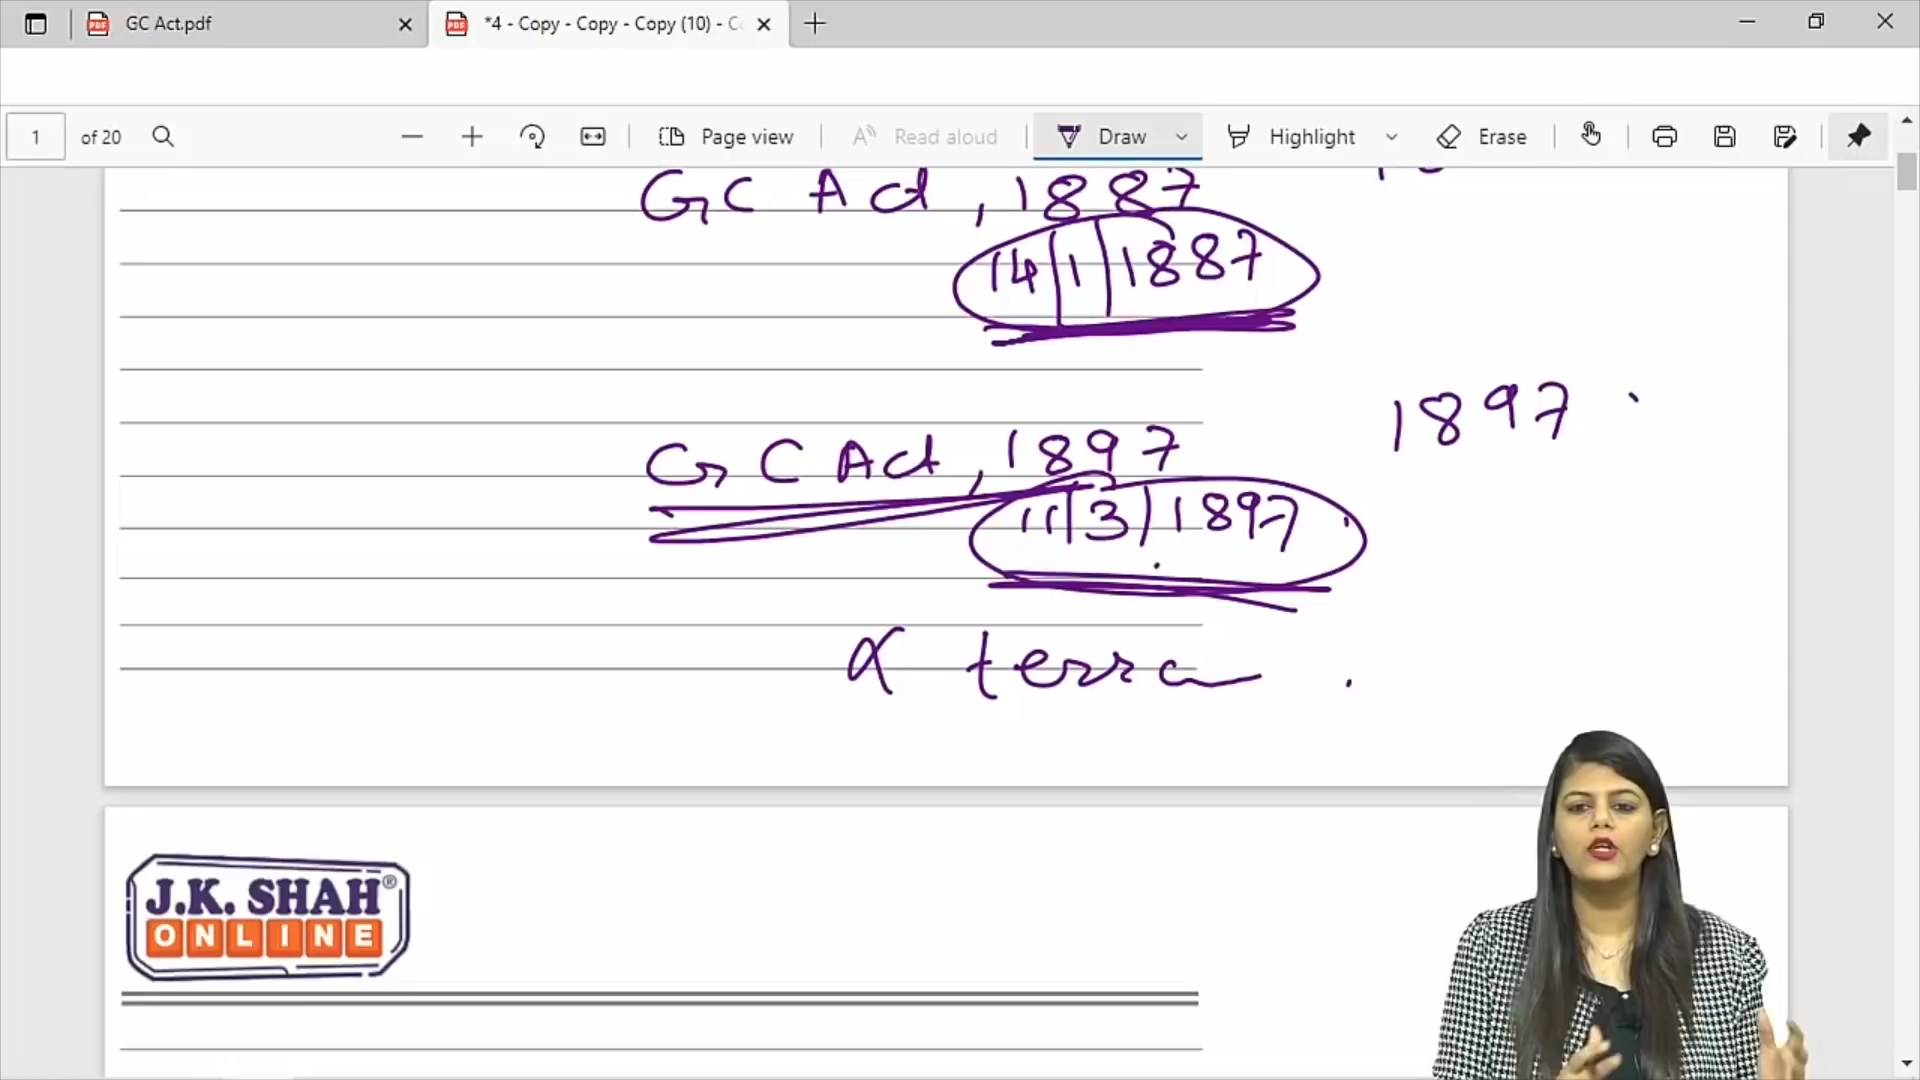 GC Act.pdf
*4 - Copy - Copy - Copy (10) - C
1 of 20 Page view Read aloud Draw Highlight Erase
GC Act, 1887
14|1|1887
1897
GC Act, 1897
11|3|1897
terra
J.K. SHAH®
ONLINE